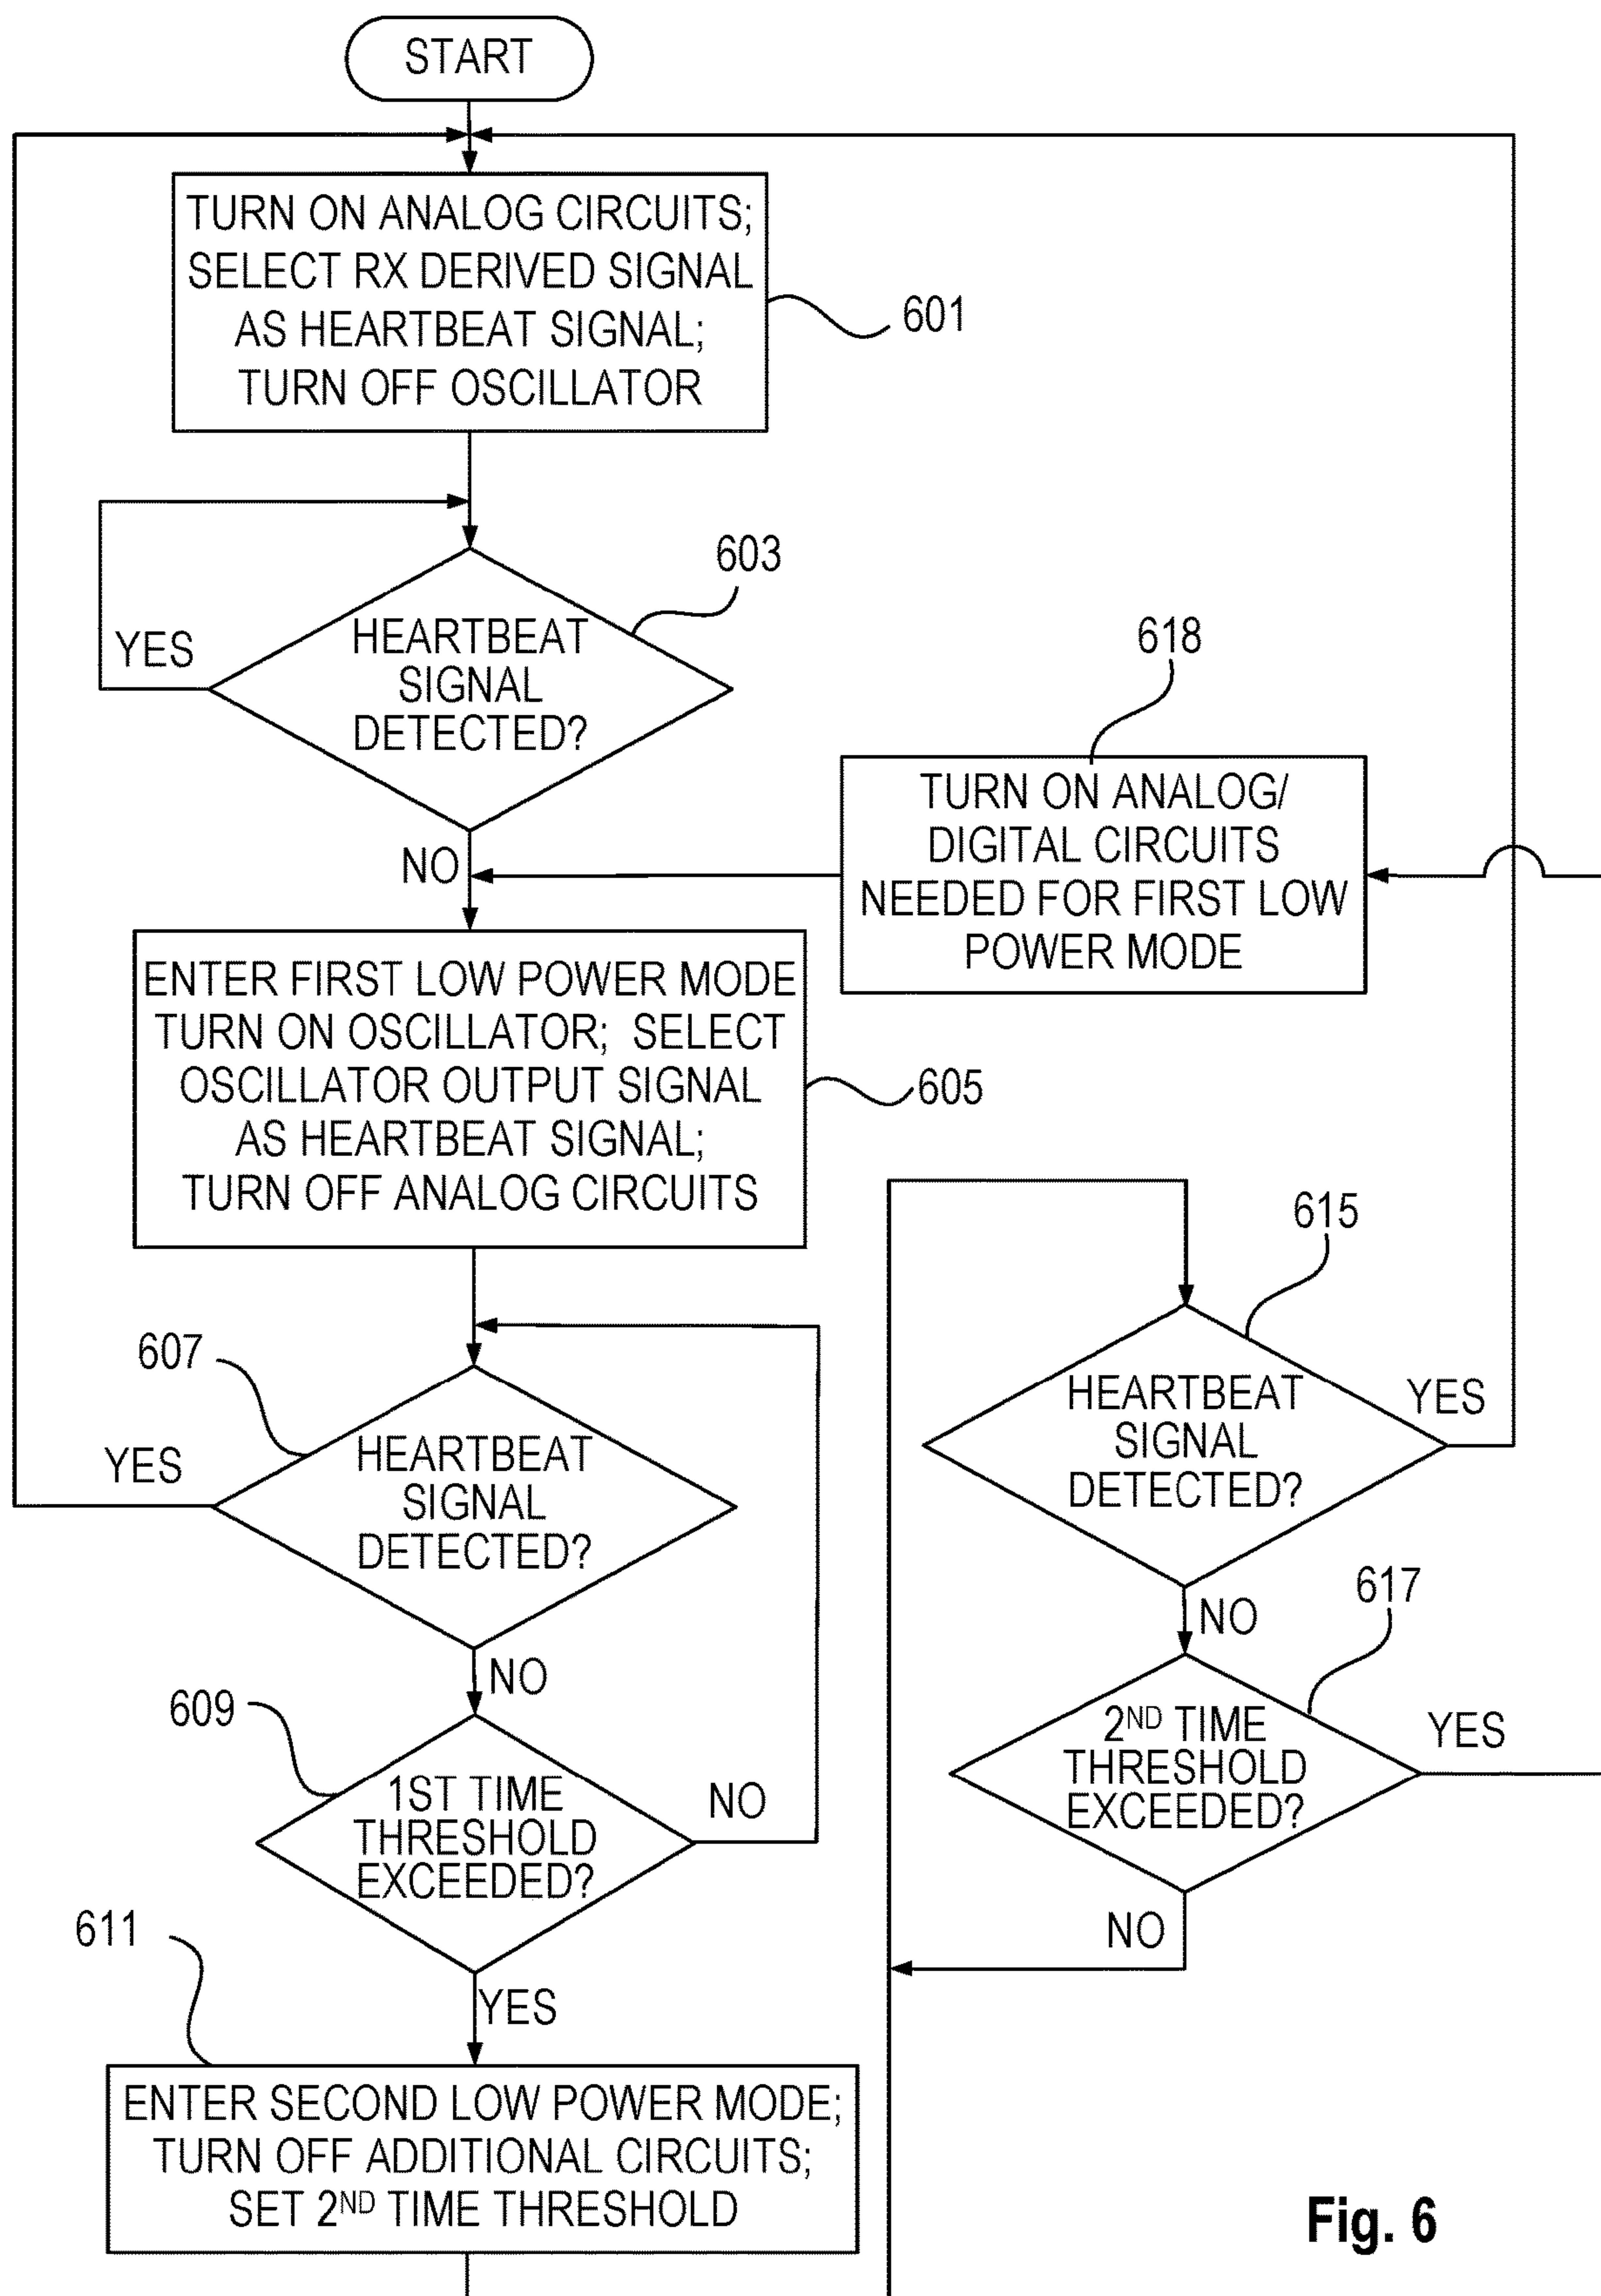 START
TURN ON ANALOG CIRCUITS;
SELECT RX DERIVED SIGNAL
AS HEARTBEAT SIGNAL;
TURN OFF OSCILLATOR
601
603
HEARTBEAT
SIGNAL
DETECTED?
YES
NO
618
TURN ON ANALOG/
DIGITAL CIRCUITS
NEEDED FOR FIRST LOW
POWER MODE
ENTER FIRST LOW POWER MODE
TURN ON OSCILLATOR; SELECT
OSCILLATOR OUTPUT SIGNAL
AS HEARTBEAT SIGNAL;
TURN OFF ANALOG CIRCUITS
605
607
HEARTBEAT
SIGNAL
DETECTED?
YES
NO
609
1ST TIME
THRESHOLD
EXCEEDED?
NO
YES
611
ENTER SECOND LOW POWER MODE;
TURN OFF ADDITIONAL CIRCUITS;
SET 2ND TIME THRESHOLD
615
HEARTBEAT
SIGNAL
DETECTED?
YES
NO
617
2ND TIME
THRESHOLD
EXCEEDED?
YES
NO
Fig. 6